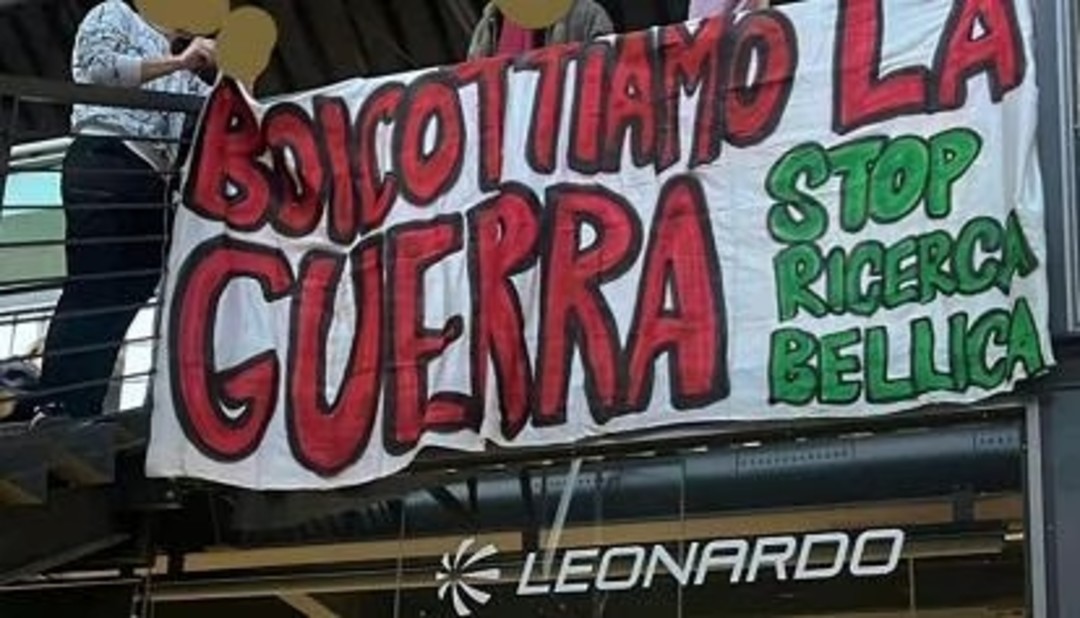 BOICOTTIAMO LA
GUERRA
STOP
RICERCA
BELLICA
LEONARDO